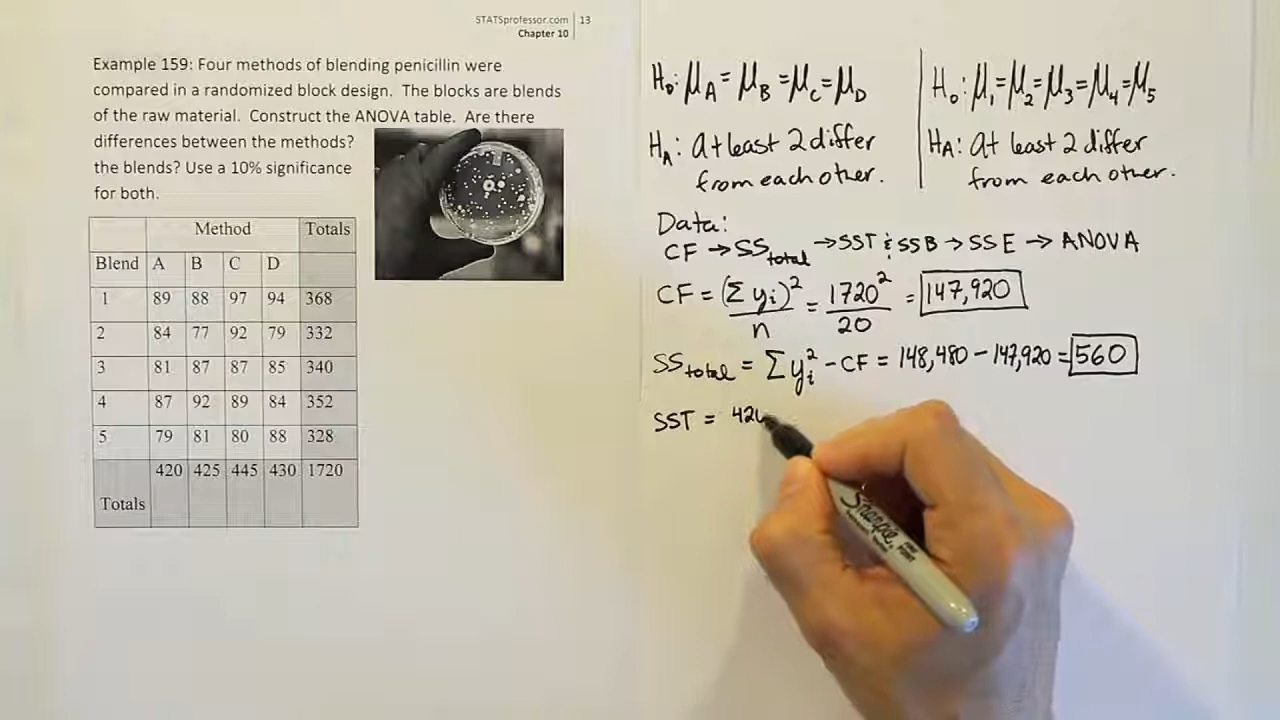 STATSprofessor.com | 13
Chapter 10
Example 159: Four methods of blending penicillin were
compared in a randomized block design. The blocks are blends
of the raw material. Construct the ANOVA table. Are there
differences between the methods?
the blends? Use a 10% significance
for both.
Method Totals
Blend A B C D
1 89 88 97 94 368
2 84 77 92 79 332
3 81 87 87 85 340
4 87 92 89 84 352
5 79 81 80 88 328
420 425 445 430 1720
Totals
H₀: μA = μB = μC = μD
HA: at least 2 differ
from each other.
H₀: μ1 = μ2 = μ3 = μ4 = μ5
HA: at least 2 differ
from each other.
Data:
CF → SS total → SST & SSB → SSE → ANOVA
CF = (Σ yi)² / n = 1720² / 20 = 147,920
SS total = Σ yi² - CF = 148,480 - 147,920 = 560
SST = 420
Sharpie